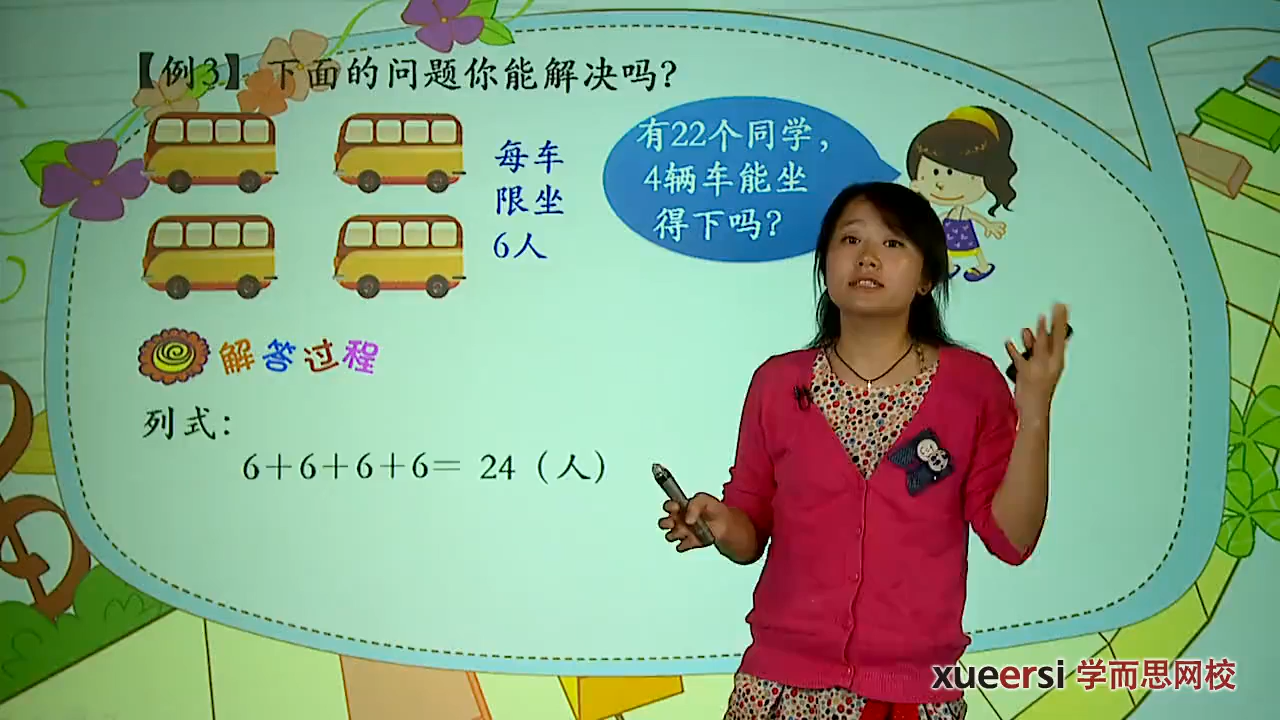 【例3】下面的问题你能解决吗？
每车
限坐
6人
有22个同学，
4辆车能坐
得下吗？
解答过程
列式：
6+6+6+6= 24（人）
xueersi 学而思网校